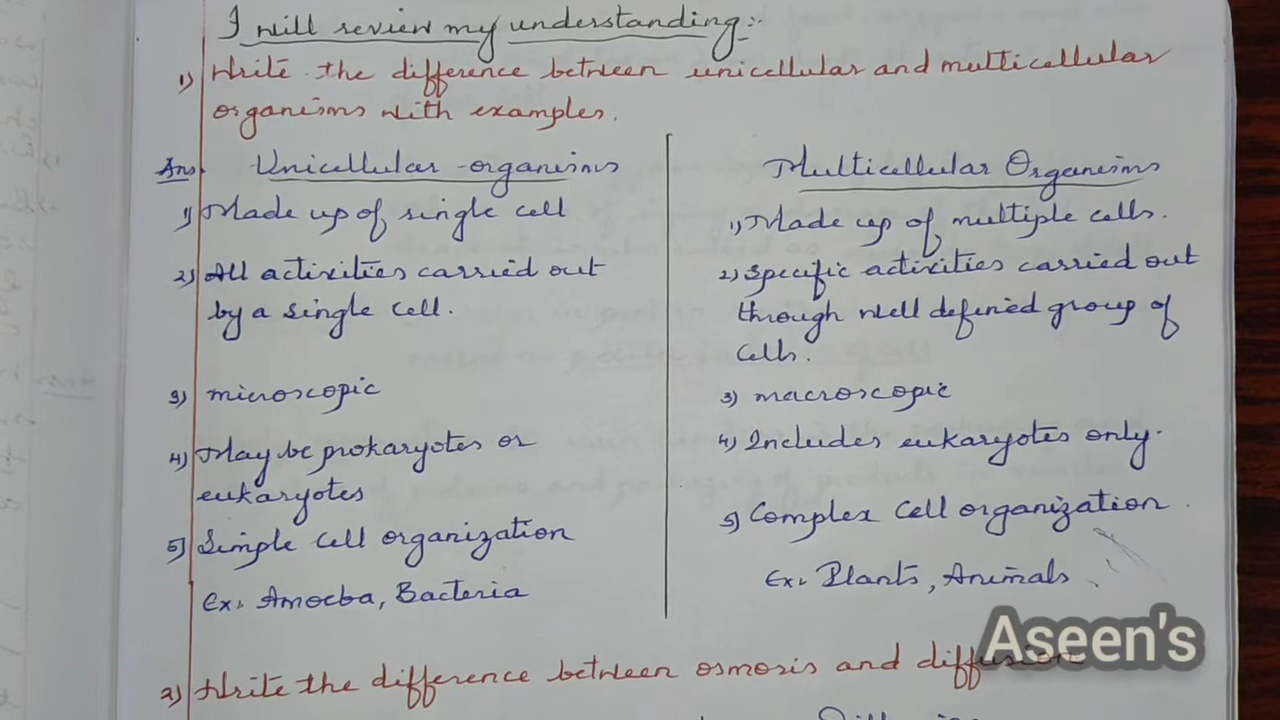 I will review my understanding:-
1) Write the difference between unicellular and multicellular
organisms with examples.
Ans. Unicellular organisms
1) Made up of single cell
2) All activities carried out
by a single cell.
3) microscopic
4) May be prokaryotes or
eukaryotes
5) Simple cell organization
Ex. Amoeba, Bacteria
Multicellular Organisms
1) Made up of multiple cells.
2) Specific activities carried out
through well defined group of
cells.
3) macroscopic
4) Includes eukaryotes only.
5) Complex cell organization.
Ex. Plants, Animals
Aseen's
2) Write the difference between osmosis and diffusion